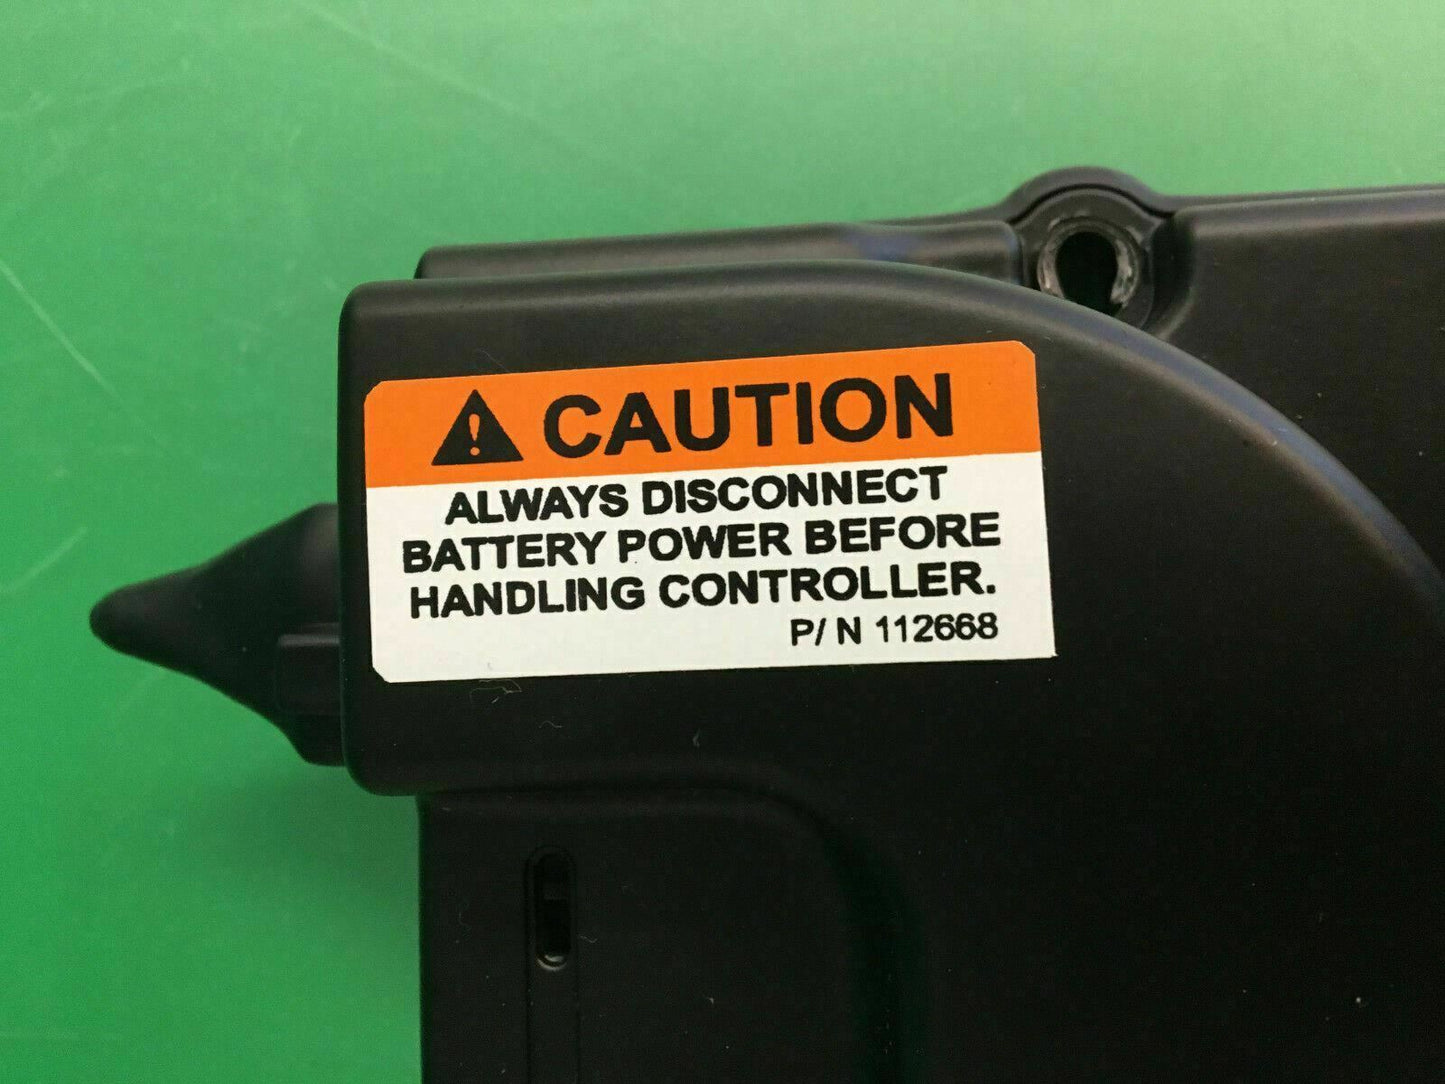 CAUTION
ALWAYS DISCONNECT
BATTERY POWER BEFORE
HANDLING CONTROLLER.
P/ N 112668